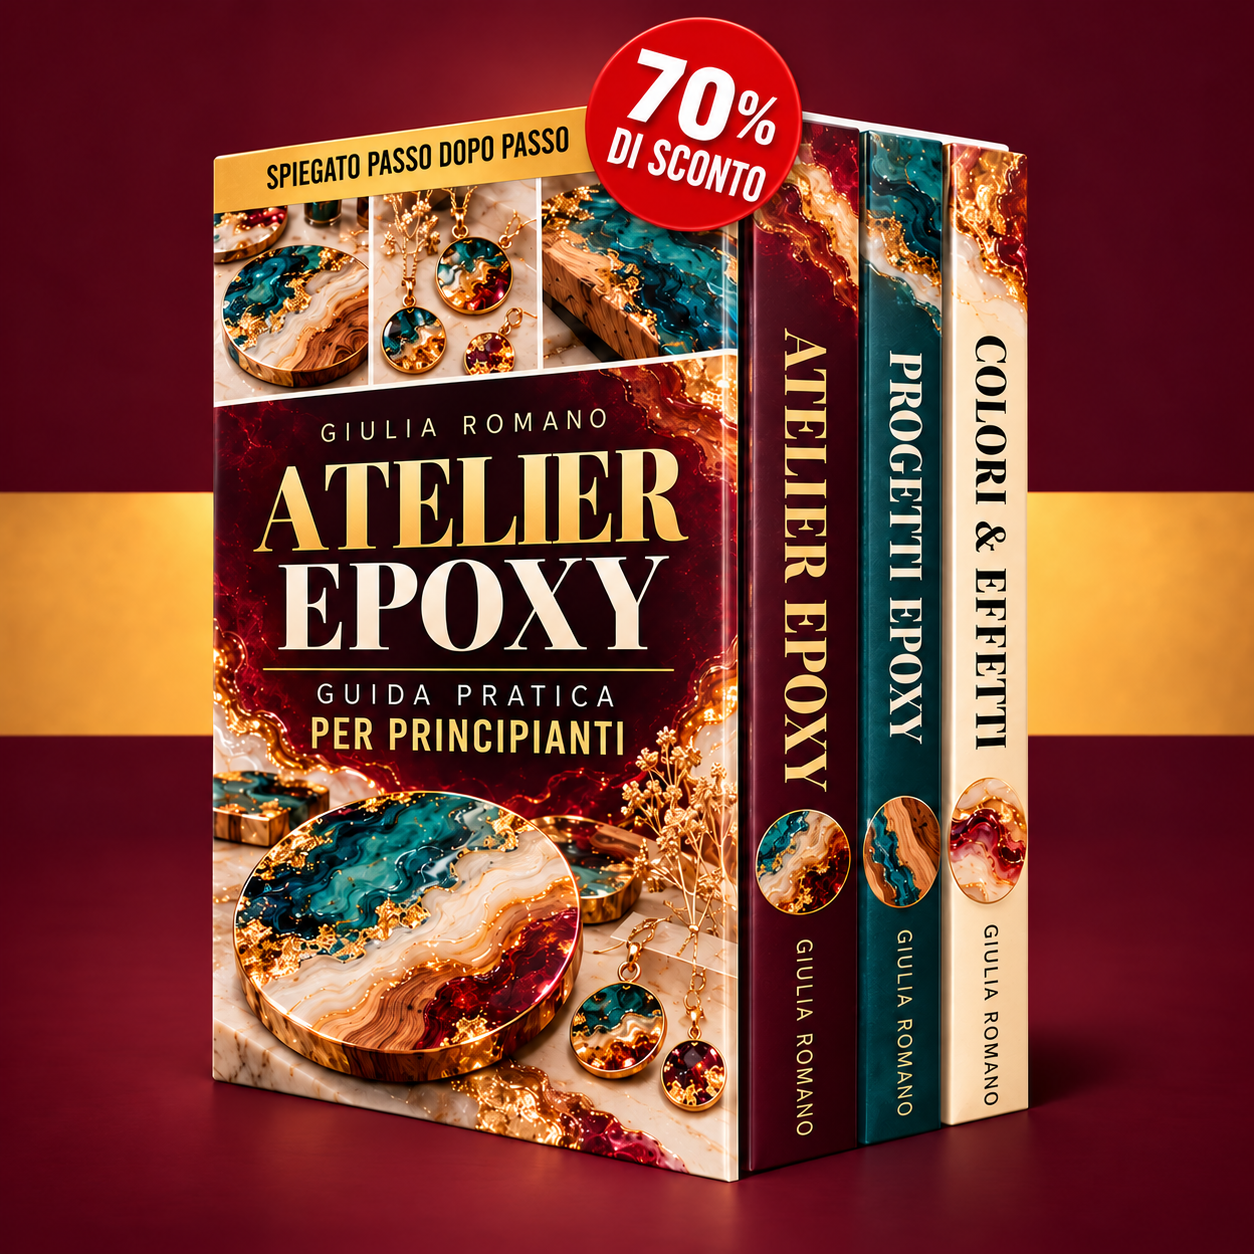 70%
DI SCONTO
SPIEGATO PASSO DOPO PASSO
GIULIA ROMANO
ATELIER
EPOXY
GUIDA PRATICA
PER PRINCIPIANTI
ATELIER EPOXY
GIULIA ROMANO
PROGETTI EPOXY
GIULIA ROMANO
COLORI & EFFETTI
GIULIA ROMANO